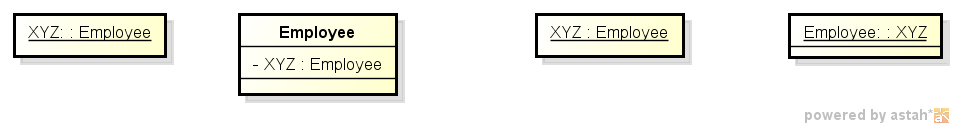 XYZ: : Employee
Employee
- XYZ : Employee
XYZ : Employee
Employee: : XYZ
powered by astah*